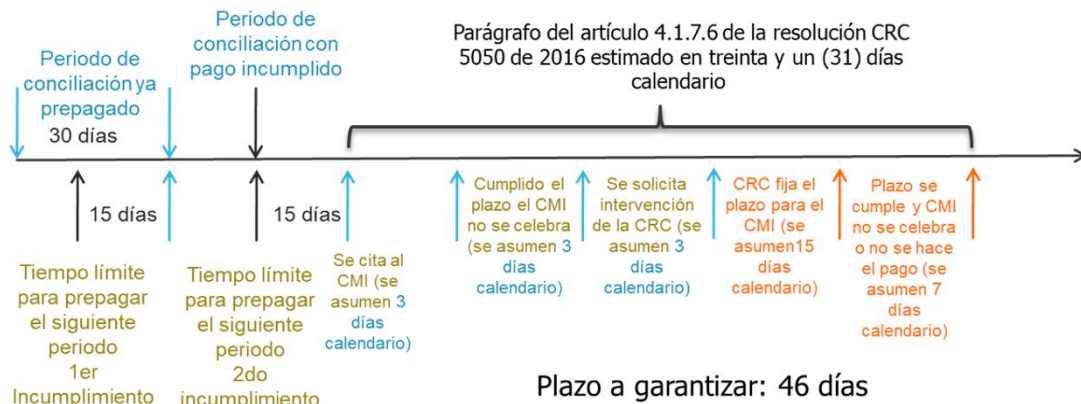 Periodo de
conciliación ya
prepagado
30 días
Periodo de
conciliación con
pago incumplido
Parágrafo del artículo 4.1.7.6 de la resolución CRC
5050 de 2016 estimado en treinta y un (31) días
calendario
15 días
15 días
Tiempo límite
para prepagar
el siguiente
periodo
1er
Incumplimiento
Tiempo límite
para prepagar
el siguiente
periodo
2do
incumplimiento
Se cita al
CMI (se
asumen 3
días
calendario)
Cumplido el
plazo el CMI
no se celebra
(se asumen 3
días
calendario)
Se solicita
intervención
de la CRC (se
asumen 3
días
calendario)
CRC fija el
plazo para el
CMI (se
asumen15
días
calendario)
Plazo se
cumple y CMI
no se celebra
o no se hace
el pago (se
asumen 7
días
calendario)
Plazo a garantizar: 46 días